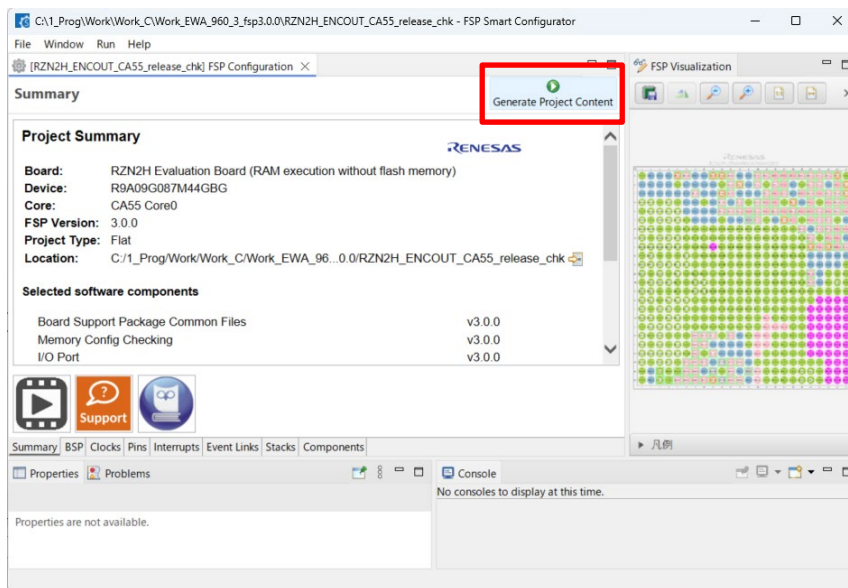 C:\1_Prog\Work\Work_C\Work_EWA_960_3_fsp3.0.0\RZN2H_ENCOUT_CA55_release_chk - FSP Smart Configurator
File Window Run Help
[RZN2H_ENCOUT_CA55_release_chk] FSP Configuration
FSP Visualization
Summary
Generate Project Content
Project Summary
RENESAS
Board: RZN2H Evaluation Board (RAM execution without flash memory)
Device: R9A09G087M44GBG
Core: CA55 Core0
FSP Version: 3.0.0
Project Type: Flat
Location: C:/1_Prog/Work/Work_C/Work_EWA_96...0.0/RZN2H_ENCOUT_CA55_release_chk
Selected software components
Board Support Package Common Files v3.0.0
Memory Config Checking v3.0.0
I/O Port v3.0.0
Support
Summary BSP Clocks Pins Interrupts Event Links Stacks Components
凡例
Properties Problems
Console
No consoles to display at this time.
Properties are not available.